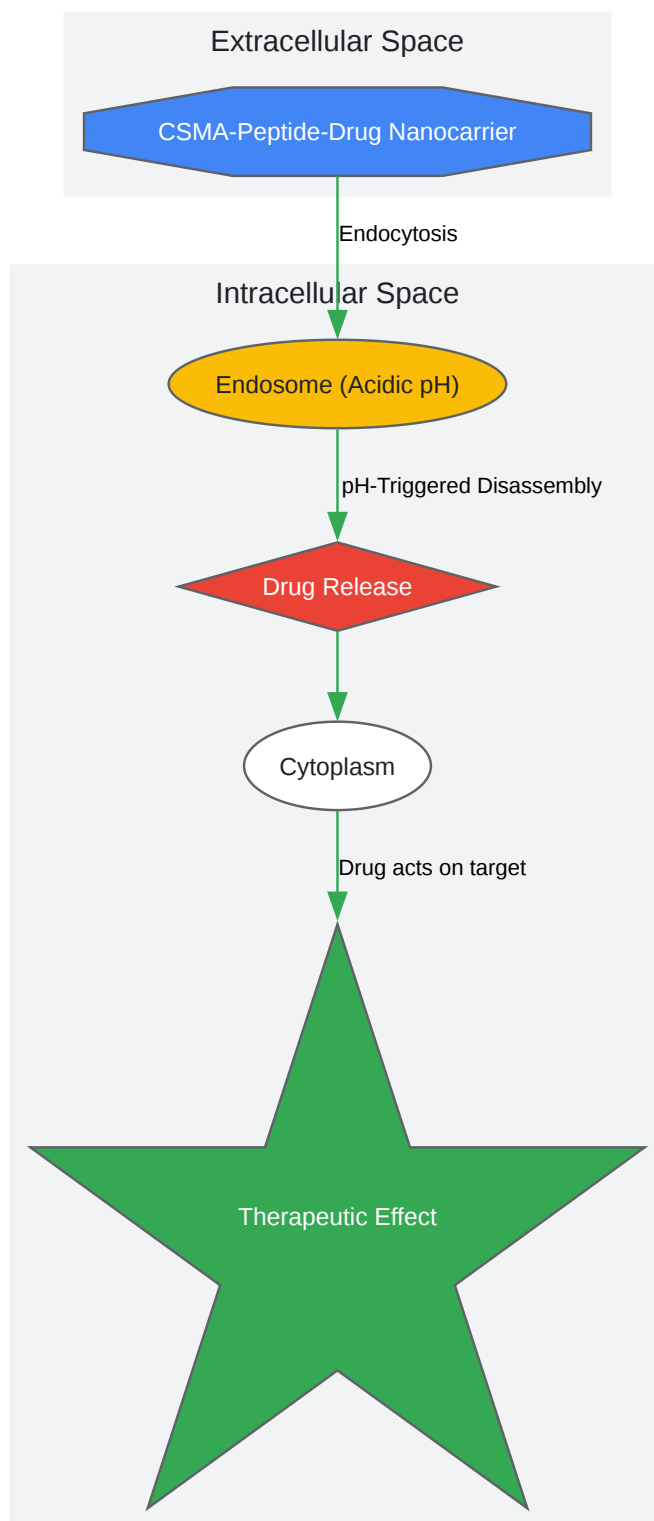 Extracellular Space
CSMA-Peptide-Drug Nanocarrier
Endocytosis
Intracellular Space
Endosome (Acidic pH)
pH-Triggered Disassembly
Drug Release
Cytoplasm
Drug acts on target
Therapeutic Effect